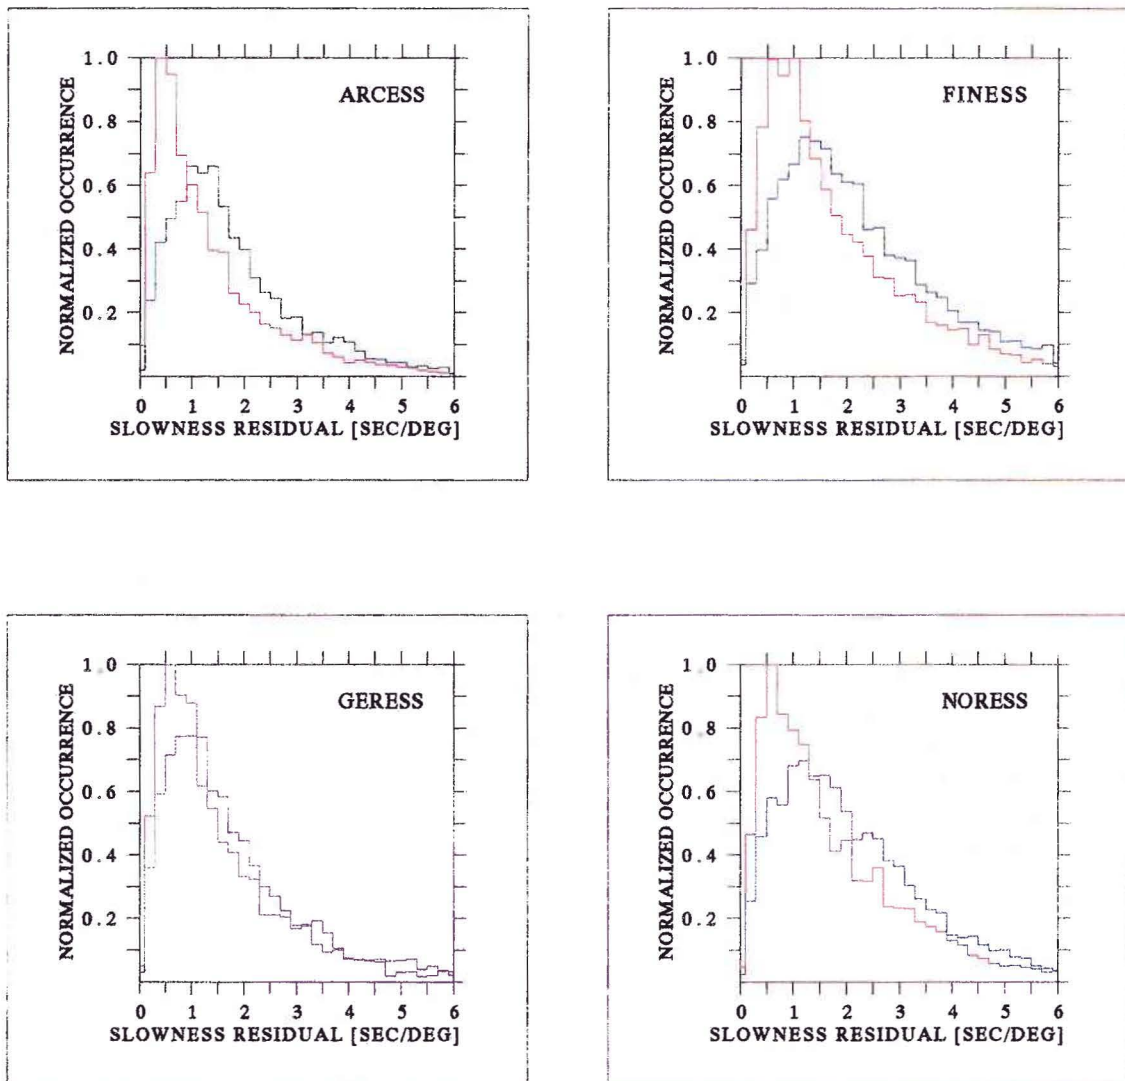 ARCESS
NORMALIZED OCCURRENCE
1.0
0.8
0.6
0.4
0.2
0 1 2 3 4 5 6
SLOWNESS RESIDUAL [SEC/DEG]
FINESS
NORMALIZED OCCURRENCE
1.0
0.8
0.6
0.4
0.2
0 1 2 3 4 5 6
SLOWNESS RESIDUAL [SEC/DEG]
GERESS
NORMALIZED OCCURRENCE
1.0
0.8
0.6
0.4
0.2
0 1 2 3 4 5 6
SLOWNESS RESIDUAL [SEC/DEG]
NORESS
NORMALIZED OCCURRENCE
1.0
0.8
0.6
0.4
0.2
0 1 2 3 4 5 6
SLOWNESS RESIDUAL [SEC/DEG]